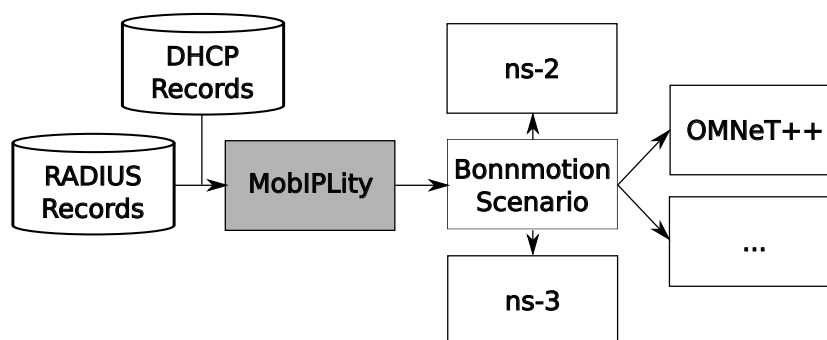 DHCP
Records
RADIUS
Records
MobIPLity
ns-2
Bonnmotion
Scenario
ns-3
OMNeT++
...